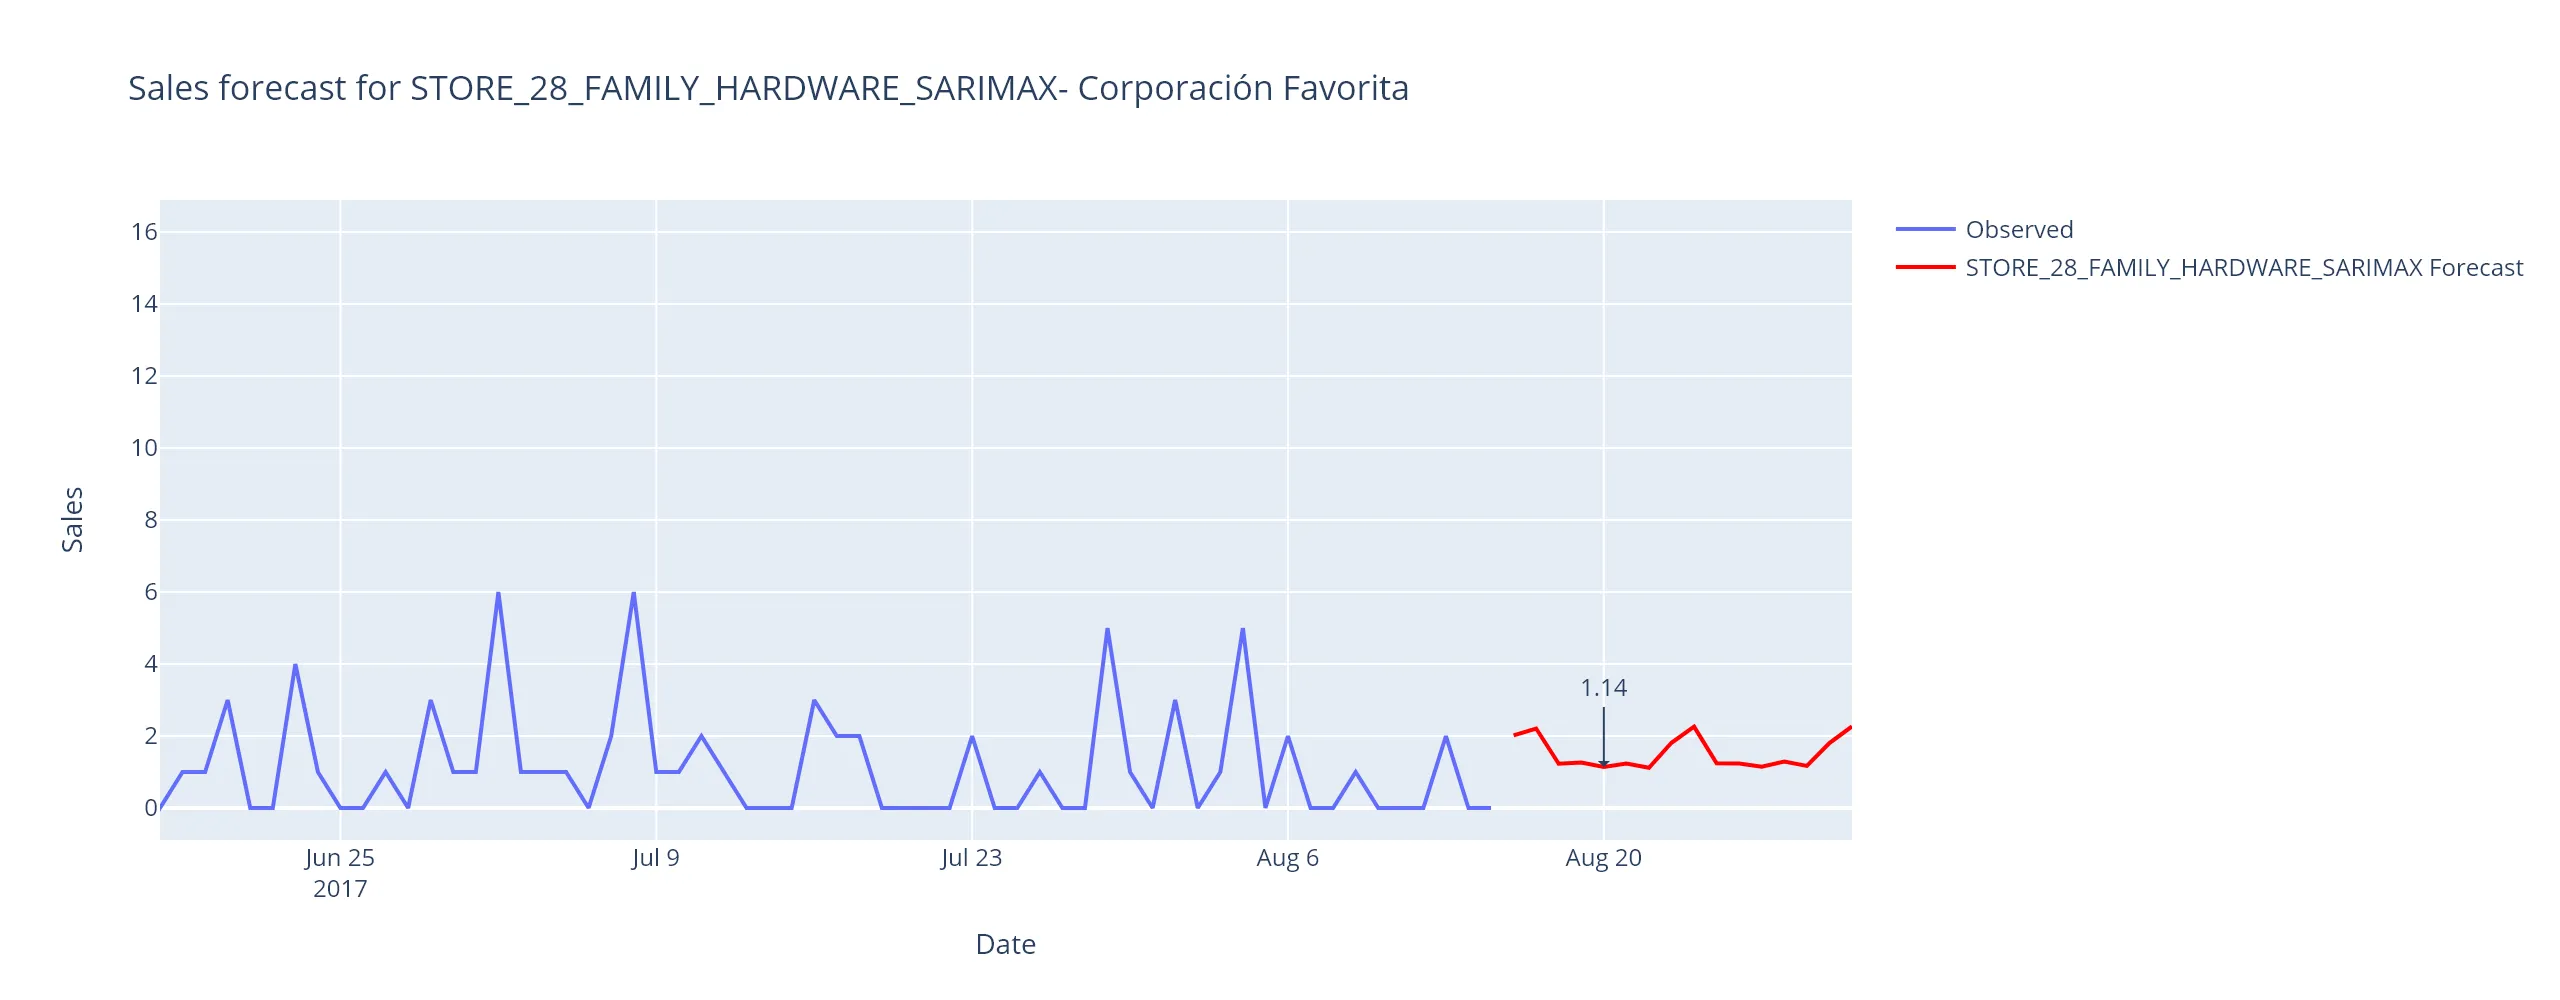 Sales forecast for STORE_28_FAMILY_HARDWARE_SARIMAX- Corporación Favorita
Observed
STORE_28_FAMILY_HARDWARE_SARIMAX Forecast
16
14
12
10
8
6
4
2
0
Sales
1.14
Jun 25
2017
Jul 9
Jul 23
Aug 6
Aug 20
Date